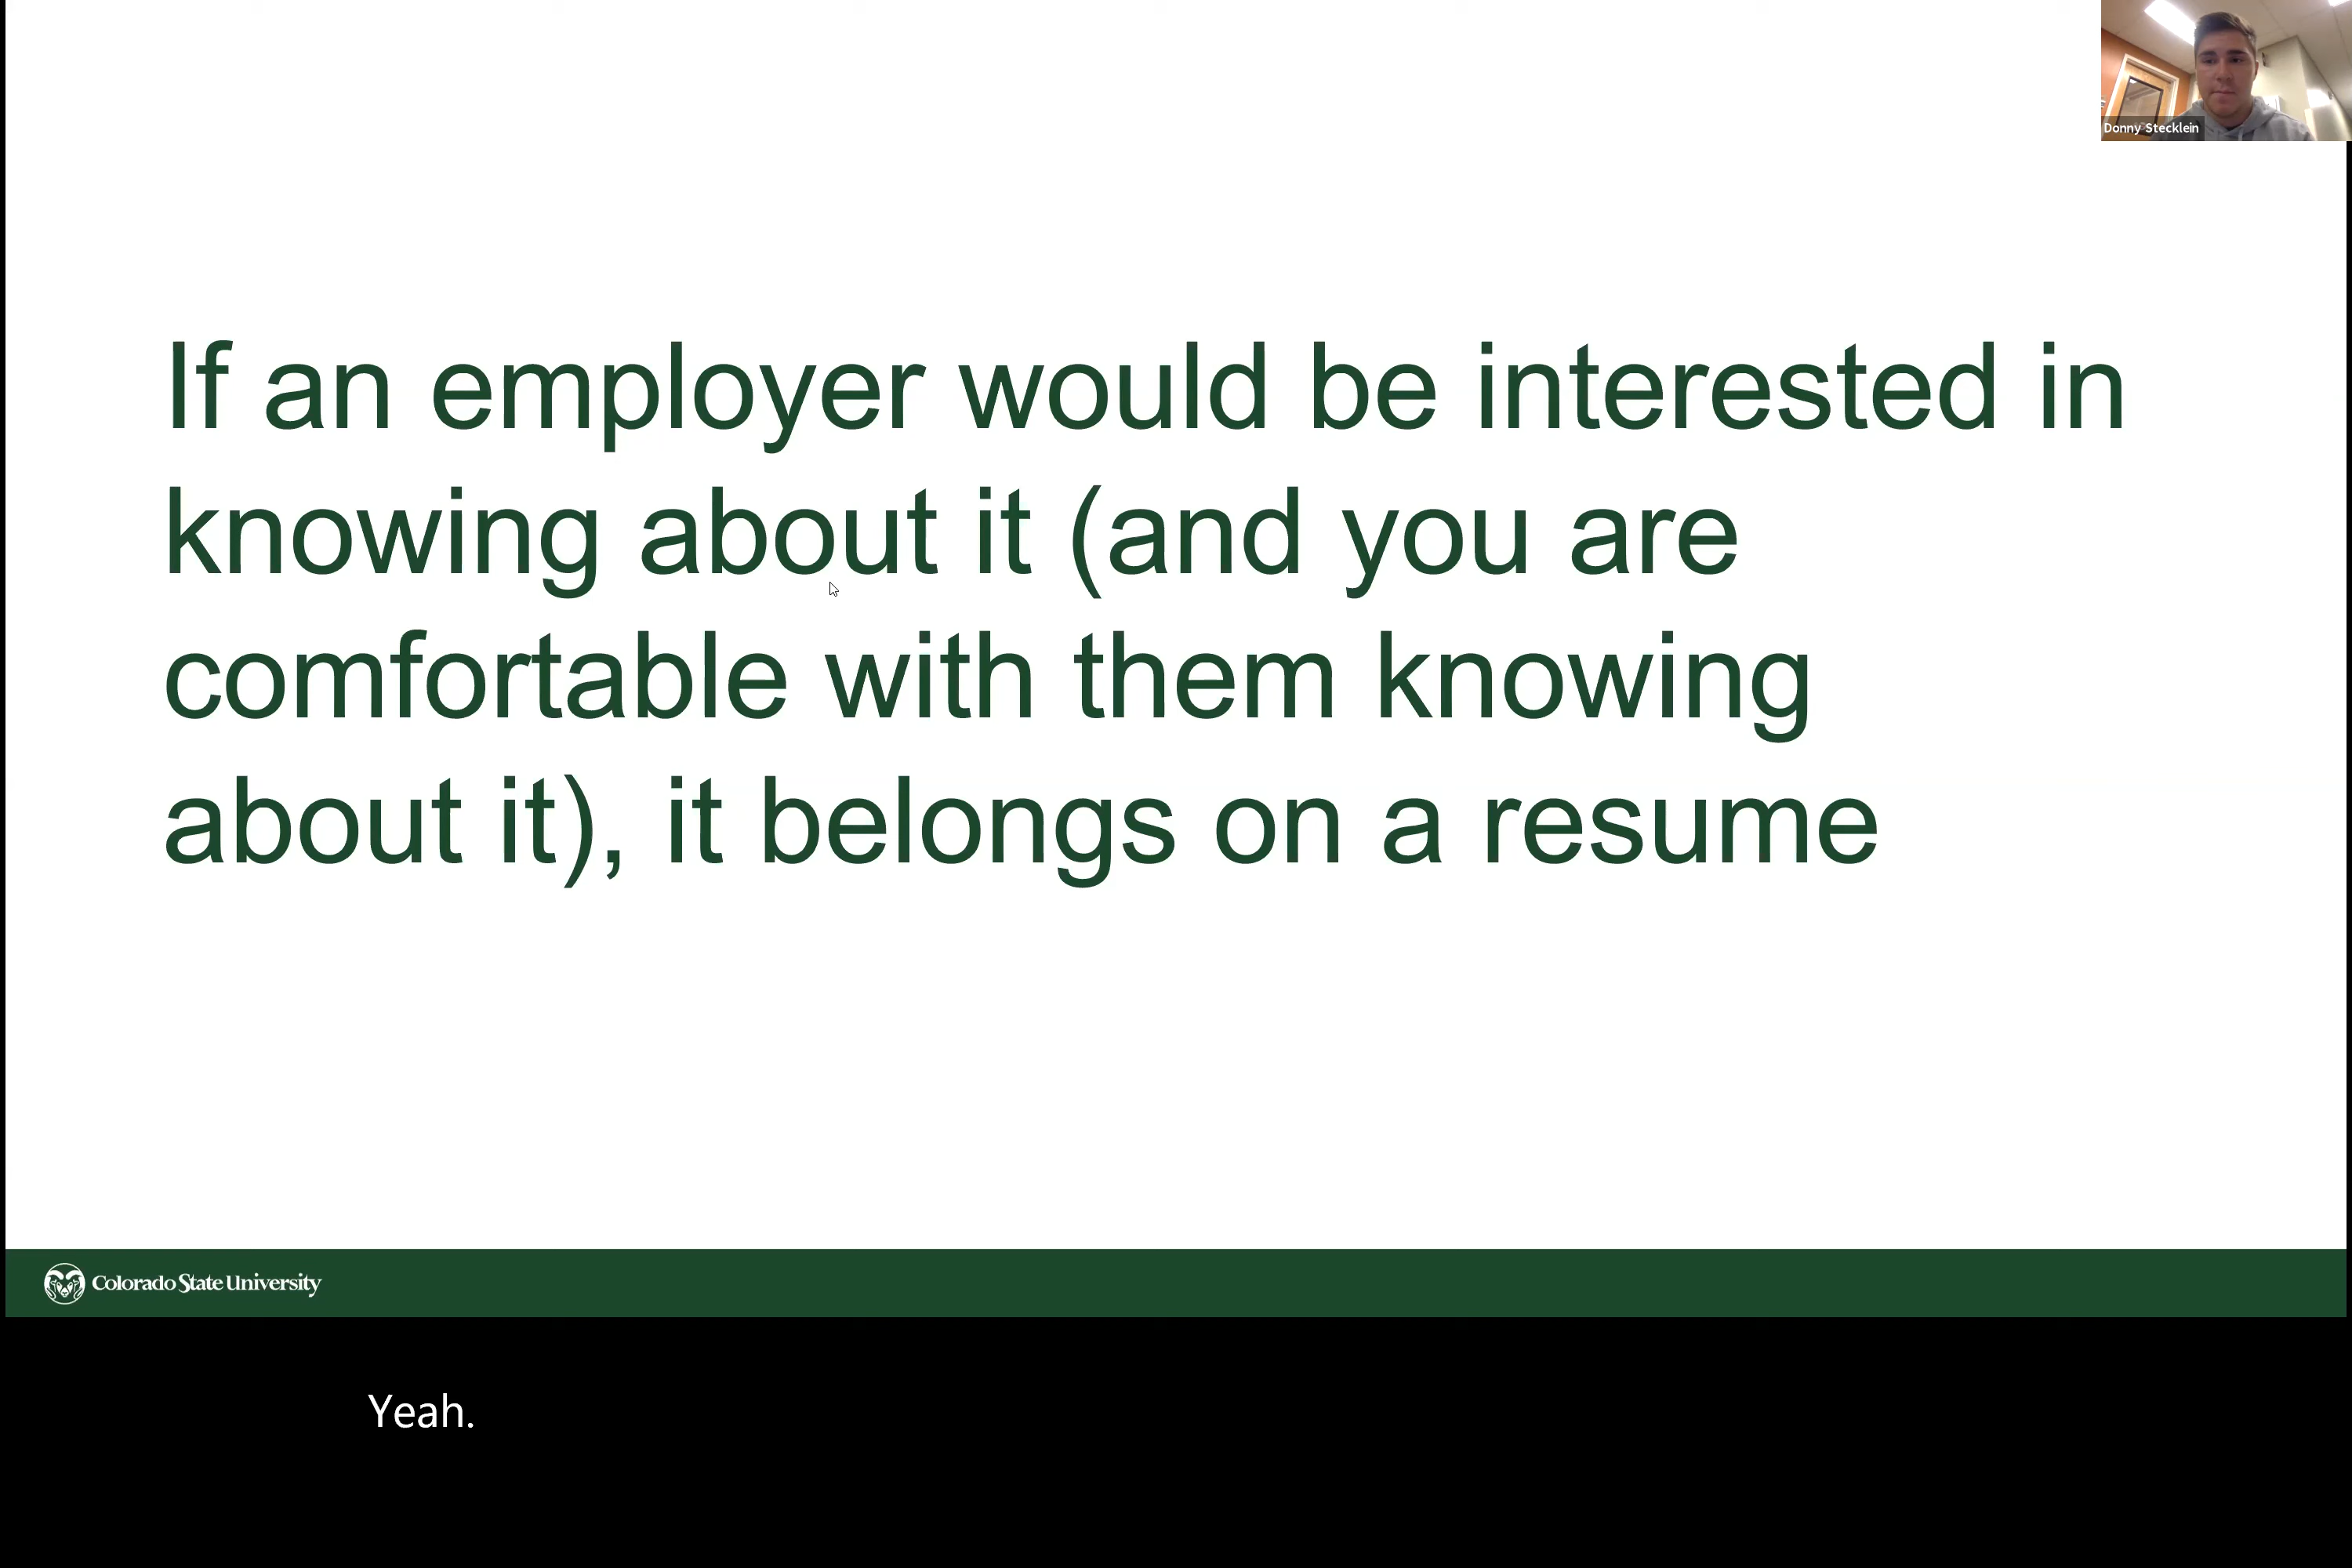 Donny Stecklein
If an employer would be interested in
knowing about it (and you are
comfortable with them knowing
about it), it belongs on a resume
Colorado State University
Yeah.